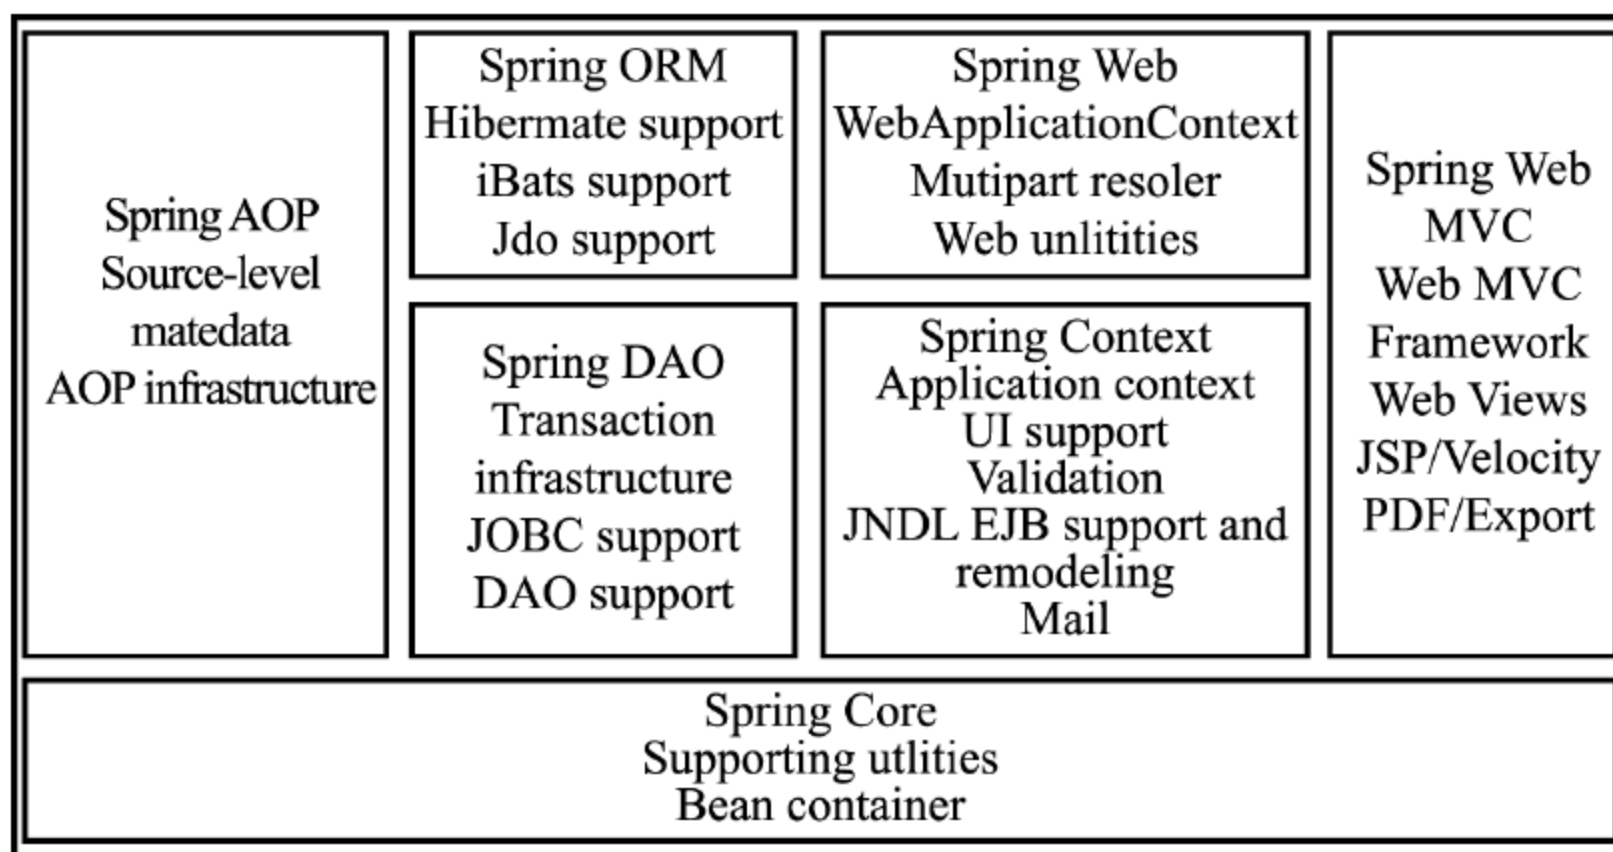 Spring AOP
Source-level
matedata
AOP infrastructure
Spring ORM
Hibermate support
iBats support
Jdo support
Spring DAO
Transaction
infrastructure
JOBC support
DAO support
Spring Web
WebApplicationContext
Mutipart resoler
Web unlitities
Spring Context
Application context
UI support
Validation
JNDL EJB support and
remodeling
Mail
Spring Web
MVC
Web MVC
Framework
Web Views
JSP/Velocity
PDF/Export
Spring Core
Supporting utlities
Bean container